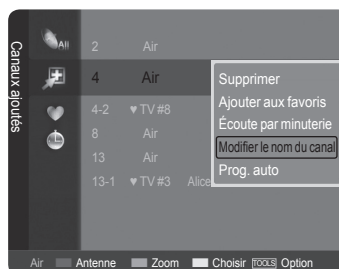 Canaux ajoutés
All
2 Air
4 Air
4-2 ♥ TV #8
8 Air
13 Air
13-1 ♥ TV #3 Alice
Supprimer
Ajouter aux favoris
Écoute par minuterie
Modifier le nom du canal
Prog. auto
Air Antenne Zoom Choisir TOOLS Option